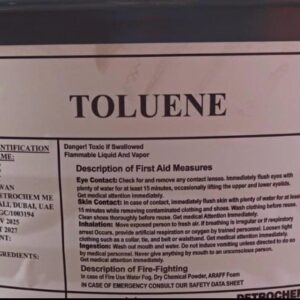 TOLUENE
ENTIFICATION
ME:
NE
WAN
ETROCHEM ME
ALI, DUBAI, UAE
GC/1003194
V 2025
T 2027
NT:
Danger! Toxic If Swallowed
Flammable Liquid And Vapor
Description of First Aid Measures
Eye Contact: Check for and remove any contact lenses. Immediately flush eyes with
plenty of water for at least 15 minutes, occasionally lifting the upper and lower eyelids.
Get medical attention immediately.
Skin Contact: In case of contact, immediately flush skin with plenty of water for at least
15 minutes while removing contaminated clothing and shoes. Wash clothing before reuse.
Clean shoes thoroughly before reuse. Get medical Attention Immediately.
Inhalation: Move exposed person to fresh air. If breathing is irregular or if respiratory
arrest Occurs, provide artificial respiration or oxygen by trained personnel. Loosen tight
clothing such as a collar, tie, and belt or waistband. Get medical attention immediately.
Ingestion: Wash out mouth and water. Do not induce vomiting unless directed to do so
by medical personnel. Never give anything by mouth to an unconscious person.
Get medical attention immediately.
Description of Fire-Fighting
In case of Fire Use Water Fog, Dry Chemical Powder, ARAFF Foam
IN CASE OF EMERGENCY CONSULT OUR SAFETY DATA SHEET
PETROCHE